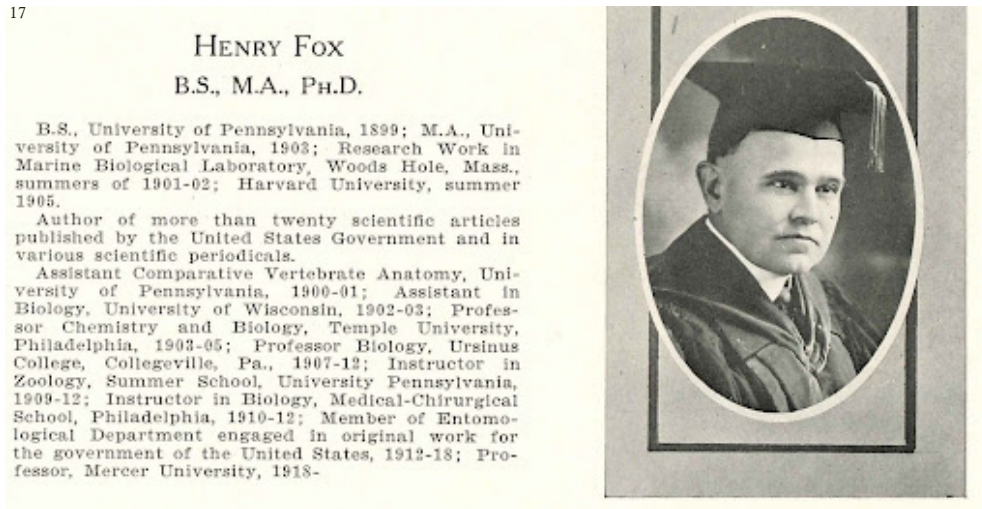 17
Henry Fox
B.S., M.A., Ph.D.
B.S., University of Pennsylvania, 1899; M.A., Uni-
versity of Pennsylvania, 1903; Research Work in
Marine Biological Laboratory, Woods Hole, Mass.,
summers of 1901-02; Harvard University, summer
1905.
Author of more than twenty scientific articles
published by the United States Government and in
various scientific periodicals.
Assistant Comparative Vertebrate Anatomy, Uni-
versity of Pennsylvania, 1900-01; Assistant in
Biology, University of Wisconsin, 1902-03; Profes-
sor Chemistry and Biology, Temple University,
Philadelphia, 1903-05; Professor Biology, Ursinus
College, Collegeville, Pa., 1907-12; Instructor in
Zoology, Summer School, University Pennsylvania,
1909-12; Instructor in Biology, Medical-Chirurgical
School, Philadelphia, 1910-12; Member of Entomo-
logical Department engaged in original work for
the government of the United States, 1912-18; Pro-
fessor, Mercer University, 1918-